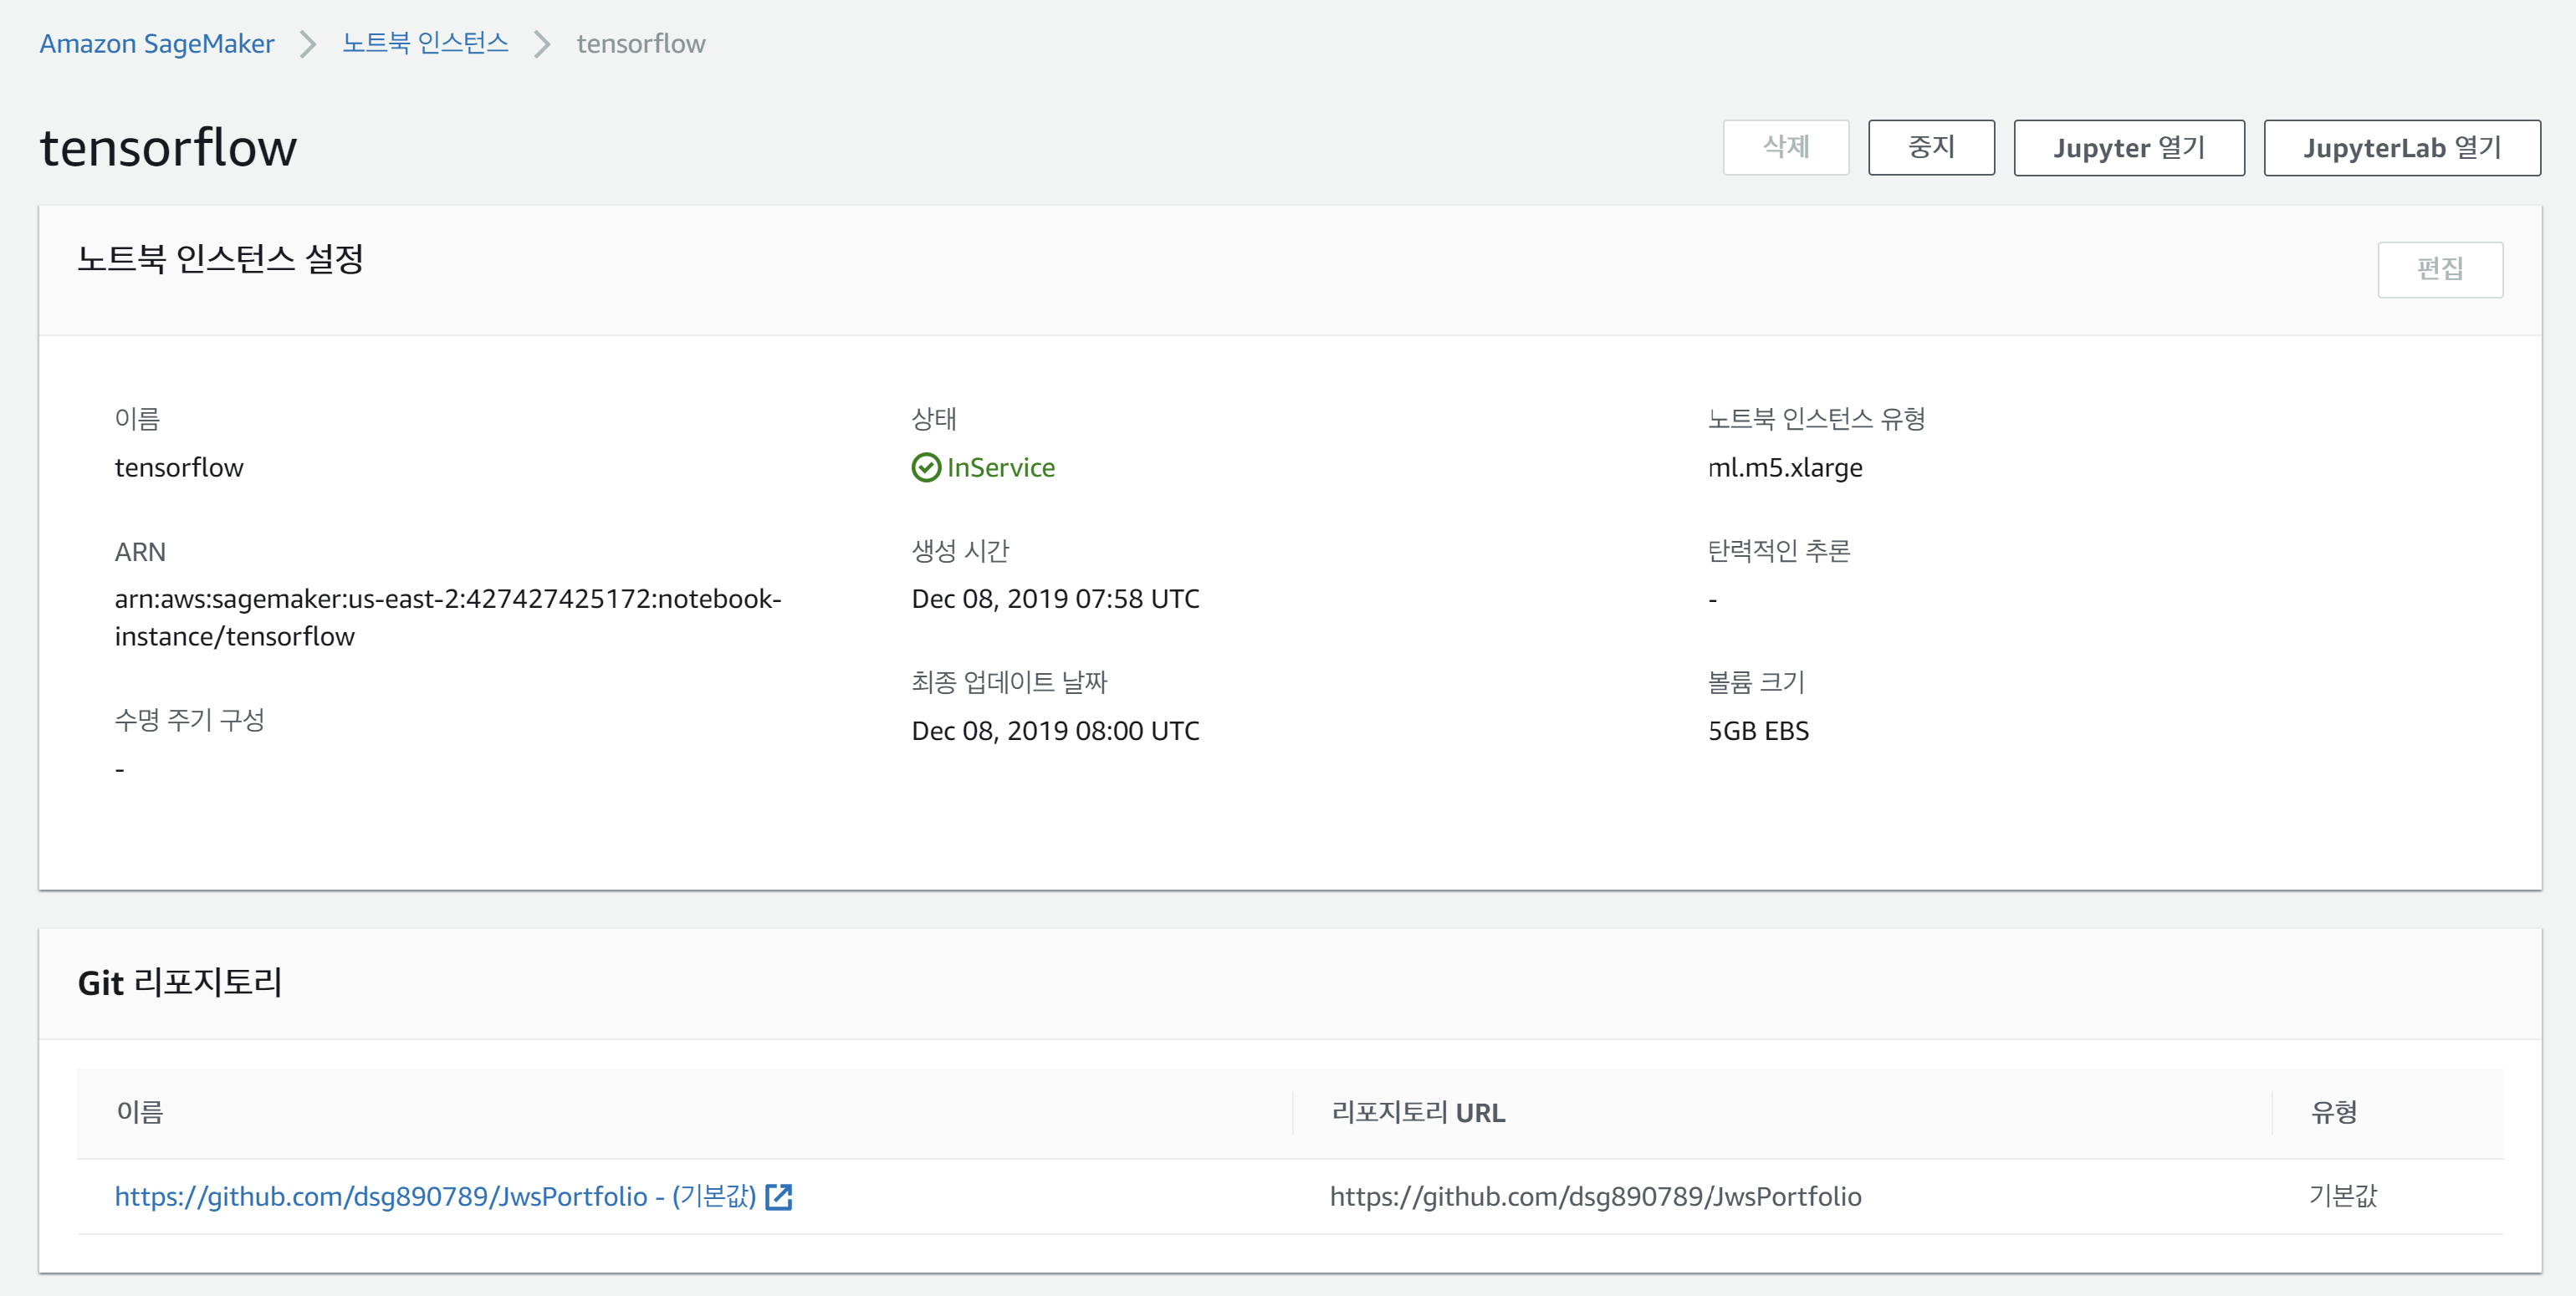 Amazon SageMaker > 노트북 인스턴스 > tensorflow
tensorflow
삭제 중지 Jupyter 열기 JupyterLab 열기
노트북 인스턴스 설정
편집
이름
tensorflow
ARN
arn:aws:sagemaker:us-east-2:427427425172:notebook-
instance/tensorflow
수명 주기 구성
-
상태
InService
생성 시간
Dec 08, 2019 07:58 UTC
최종 업데이트 날짜
Dec 08, 2019 08:00 UTC
노트북 인스턴스 유형
ml.m5.xlarge
탄력적인 추론
-
볼륨 크기
5GB EBS
Git 리포지토리
이름 리포지토리 URL 유형
https://github.com/dsg890789/JwsPortfolio - (기본값) https://github.com/dsg890789/JwsPortfolio 기본값